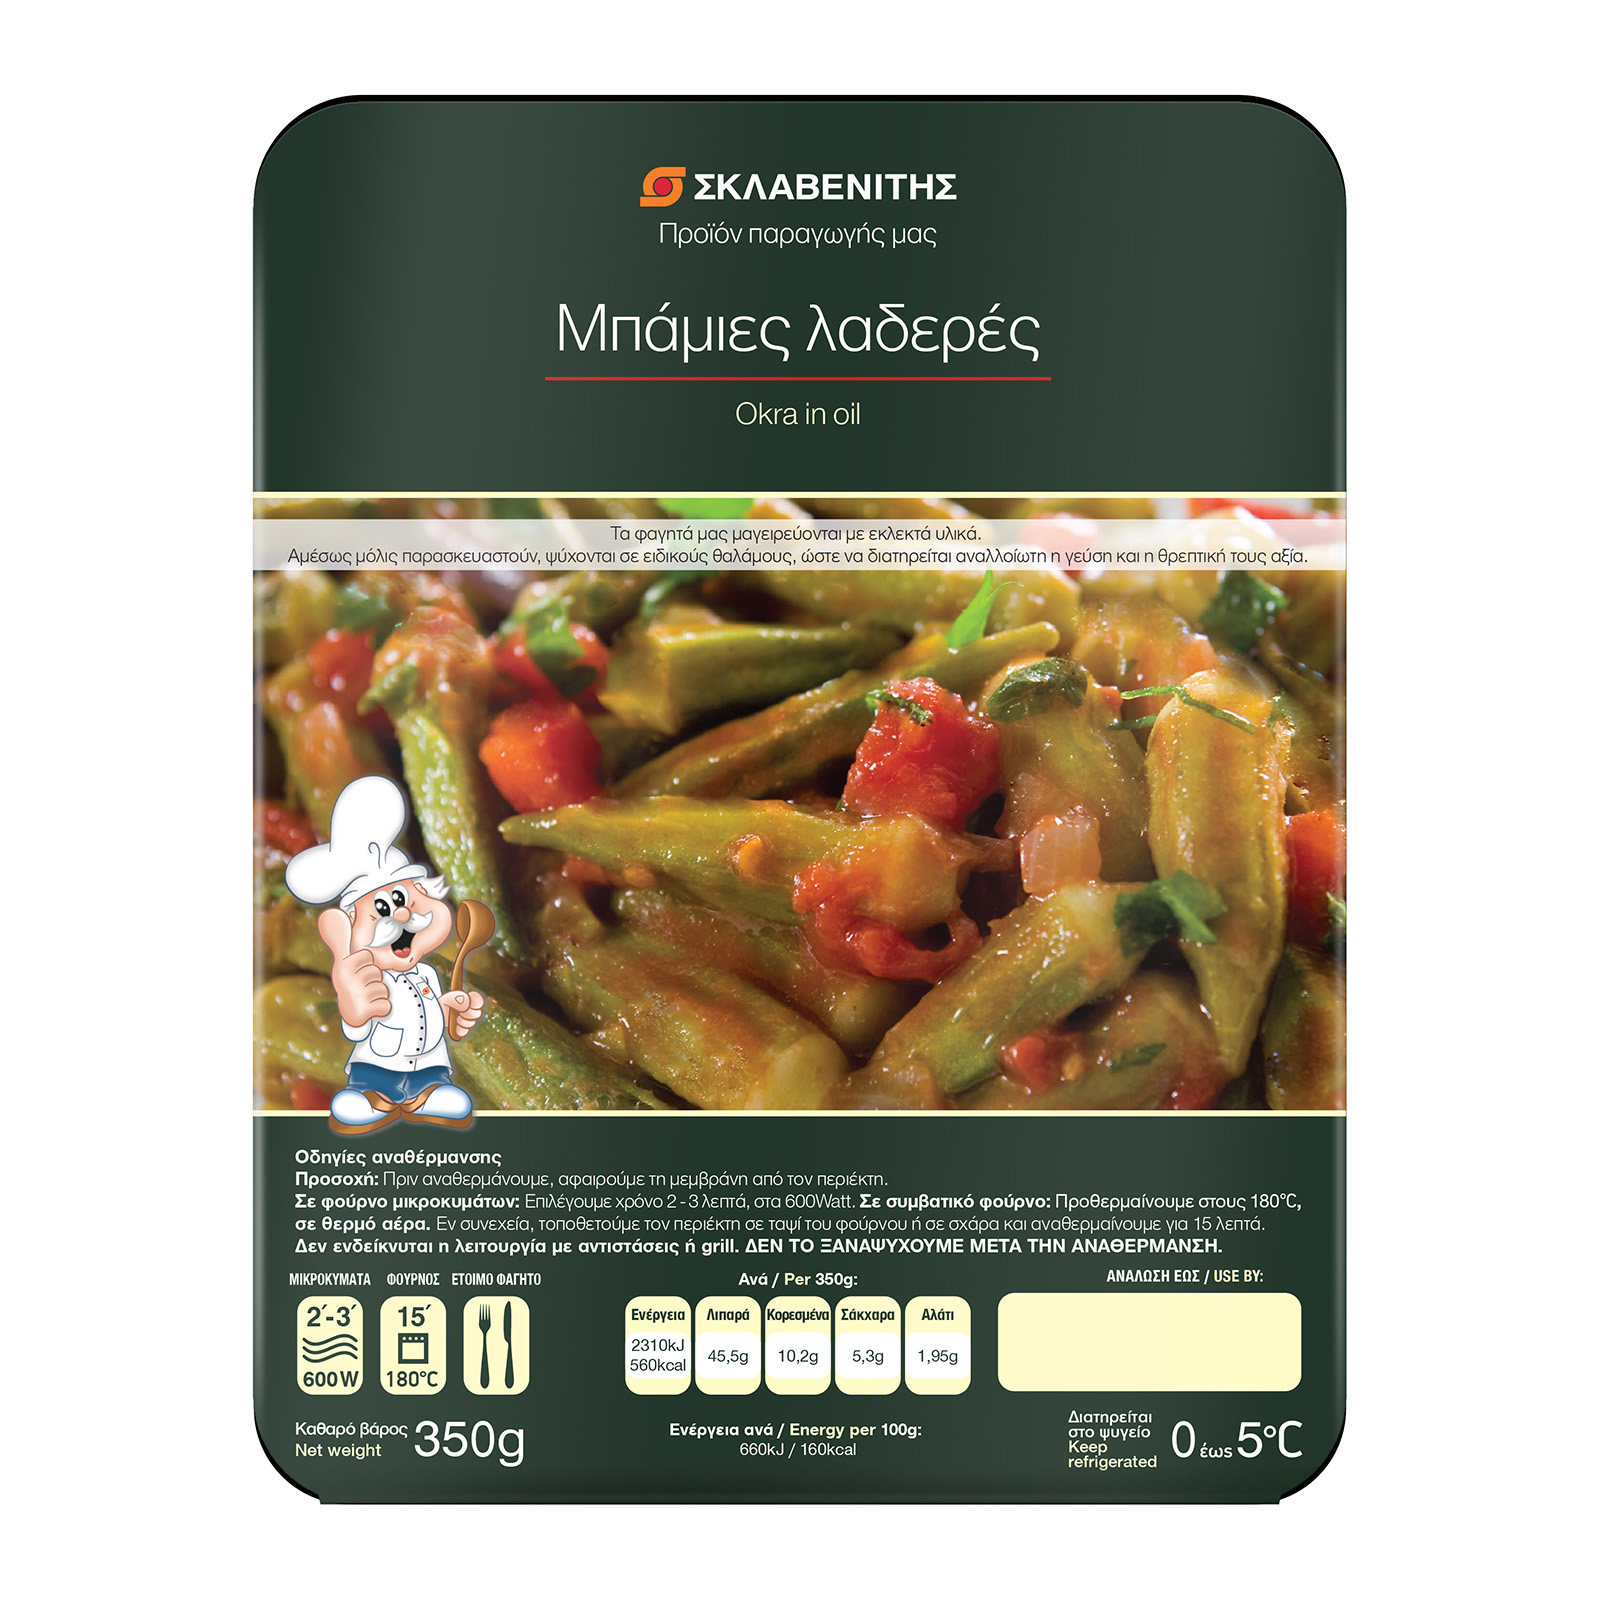 ΣΚΛΑΒΕΝΙΤΗΣ
Προϊόν παραγωγής μας
Μπάμιες λαδερές
Okra in oil
Τα φαγητά μας μαγειρεύονται με εκλεκτά υλικά.
Αμέσως μόλις παρασκευαστούν, ψύχονται σε ειδικούς θαλάμους, ώστε να διατηρείται αναλλοίωτη η γεύση και η θρεπτική τους αξία.
Οδηγίες αναθέρμανσης
Προσοχή: Πριν αναθερμάνουμε, αφαιρούμε τη μεμβράνη από τον περιέκτη.
Σε φούρνο μικροκυμάτων: Επιλέγουμε χρόνο 2 - 3 λεπτά, στα 600Watt. Σε συμβατικό φούρνο: Προθερμαίνουμε στους 180°C,
σε θερμό αέρα. Εν συνεχεία, τοποθετούμε τον περιέκτη σε ταψί του φούρνου ή σε σχάρα και αναθερμαίνουμε για 15 λεπτά.
Δεν ενδείκνυται η λειτουργία με αντιστάσεις ή grill. ΔΕΝ ΤΟ ΞΑΝΑΨΥΧΟΥΜΕ ΜΕΤΑ ΤΗΝ ΑΝΑΘΕΡΜΑΝΣΗ.
ΜΙΚΡΟΚΥΜΑΤΑ ΦΟΥΡΝΟΣ ΕΤΟΙΜΟ ΦΑΓΗΤΟ
2΄-3΄ 15΄
600W 180°C
Ανά / Per 350g:
Ενέργεια Λιπαρά Κορεσμένα Σάκχαρα Αλάτι
2310kJ
560kcal 45,5g 10,2g 5,3g 1,95g
ΑΝΑΛΩΣΗ ΕΩΣ / USE BY:
Καθαρό βάρος
Net weight 350g
Ενέργεια ανά / Energy per 100g:
660kJ / 160kcal
Διατηρείται
στο ψυγείο
Keep
refrigerated
0 έως 5°C